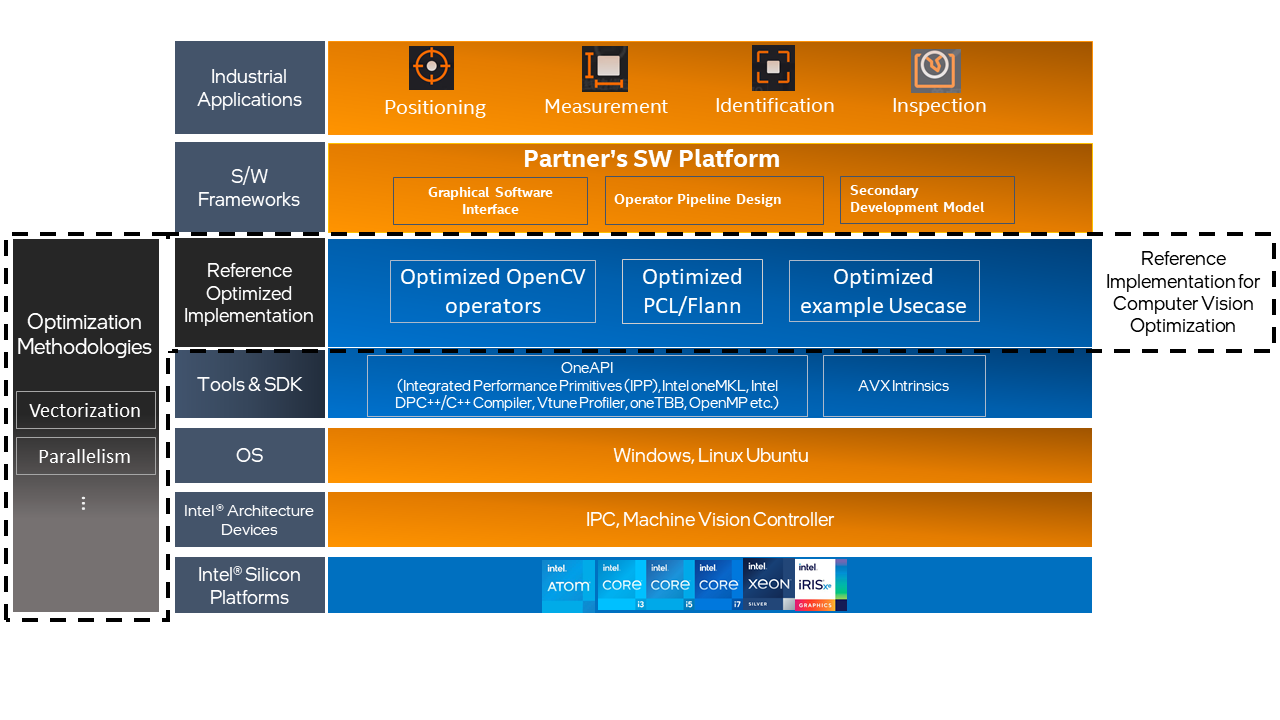 Industrial
Applications
Positioning
Measurement
Identification
Inspection
S/W
Frameworks
Partner's SW Platform
Graphical Software
Interface
Operator Pipeline Design
Secondary
Development Model
Optimization
Methodologies
Vectorization
Parallelism
...
Reference
Optimized
Implementation
Optimized OpenCV
operators
Optimized
PCL/Flann
Optimized
example Usecase
Reference
Implementation for
Computer Vision
Optimization
Tools & SDK
OneAPI
(Integrated Performance Primitives (IPP), Intel oneMKL, Intel
DPC++/C++ Compiler, Vtune Profiler, oneTBB, OpenMP etc.)
AVX Intrinsics
OS
Windows, Linux Ubuntu
Intel® Architecture
Devices
IPC, Machine Vision Controller
Intel® Silicon
Platforms
intel.
ATOM
intel.
CORE
i3
intel.
CORE
i5
intel.
CORE
i7
intel.
XEON
SILVER
intel.
iRIS xe
GRAPHICS